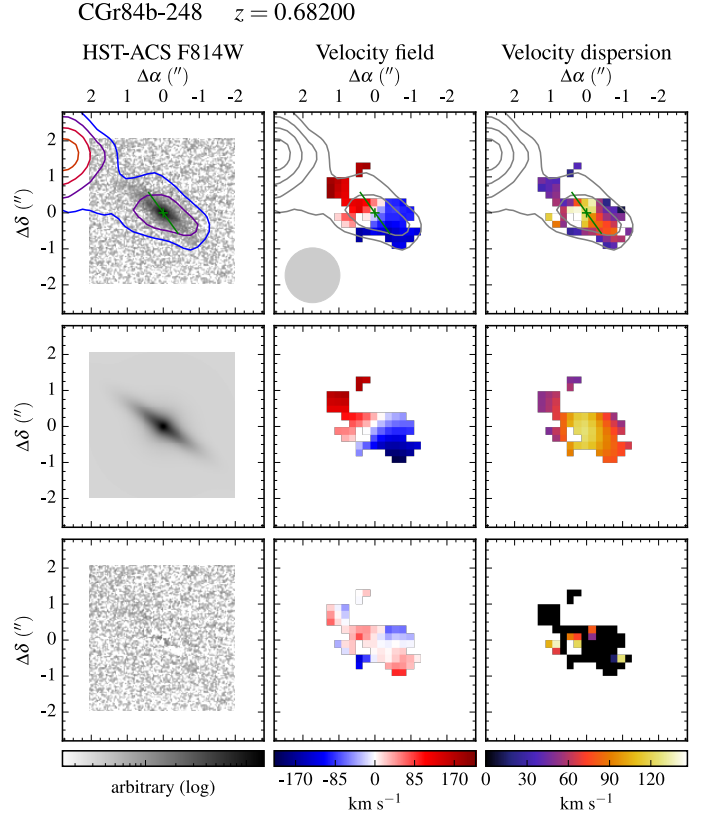 CGr84b-248 z = 0.68200
HST-ACS F814W Velocity field Velocity dispersion
Δα (″) Δα (″) Δα (″)
2 1 0 -1 -2 2 1 0 -1 -2 2 1 0 -1 -2
2
1
Δδ (″) 0
-1
-2
2
1
Δδ (″) 0
-1
-2
2
1
Δδ (″) 0
-1
-2
-170 -85 0 85 170 0 30 60 90 120
arbitrary (log) km s⁻¹ km s⁻¹